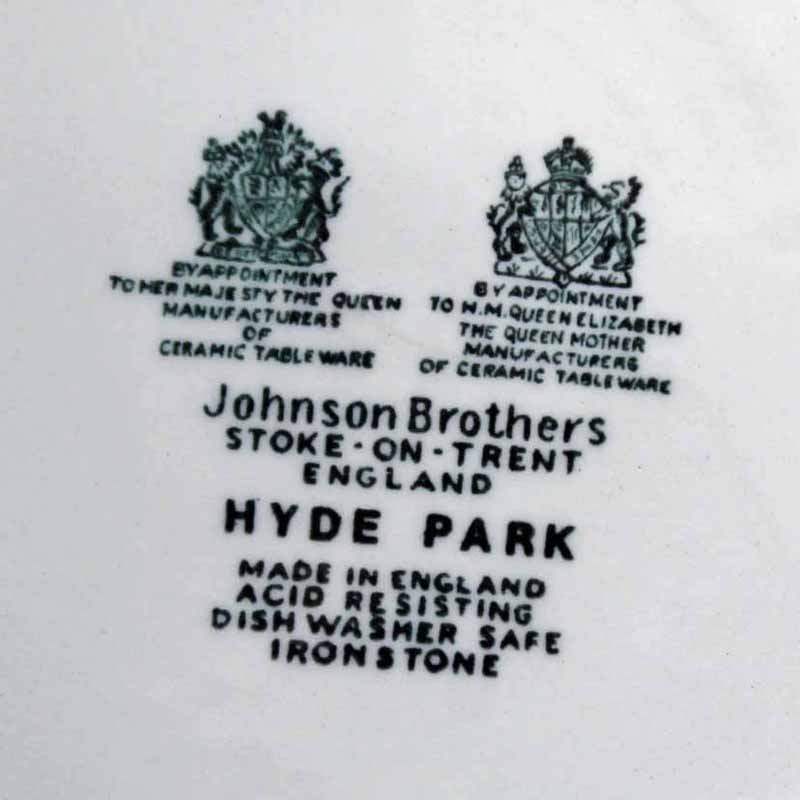 BY APPOINTMENT
TO HER MAJESTY THE QUEEN
MANUFACTURERS
OF
CERAMIC TABLEWARE
BY APPOINTMENT
TO H.M. QUEEN ELIZABETH
THE QUEEN MOTHER
MANUFACTURERS
OF CERAMIC TABLEWARE
Johnson Brothers
STOKE-ON-TRENT
ENGLAND
HYDE PARK
MADE IN ENGLAND
ACID RESISTING
DISHWASHER SAFE
IRONSTONE